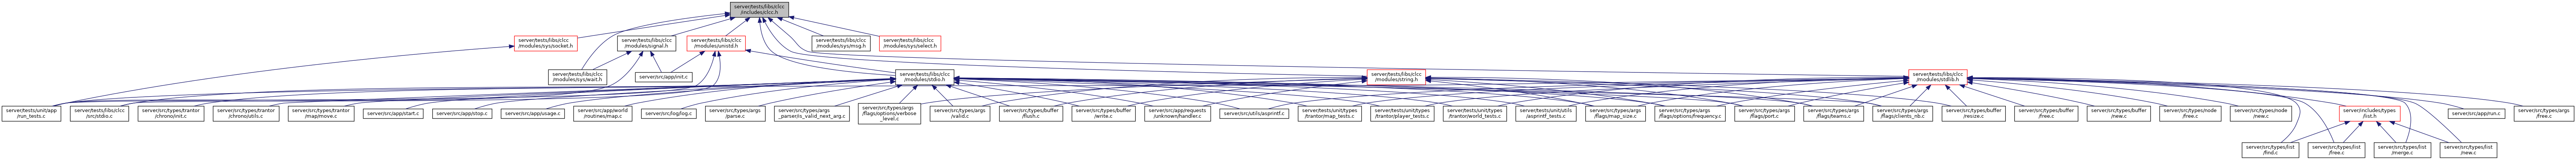 server/tests/libs/clcc
/includes/clcc.h
server/tests/libs/clcc
/modules/sys/socket.h
server/tests/libs/clcc
/modules/signal.h
server/tests/libs/clcc
/modules/unistd.h
server/tests/libs/clcc
/modules/sys/msg.h
server/tests/libs/clcc
/modules/sys/select.h
server/tests/libs/clcc
/modules/sys/wait.h
server/src/app/init.c
server/tests/libs/clcc
/modules/stdio.h
server/tests/libs/clcc
/modules/string.h
server/tests/libs/clcc
/modules/stdlib.h
server/tests/unit/app
/run_tests.c
server/tests/libs/clcc
/src/stdio.c
server/src/types/trantor
/chrono/init.c
server/src/types/trantor
/chrono/utils.c
server/src/types/trantor
/map/move.c
server/src/app/start.c
server/src/app/stop.c
server/src/app/usage.c
server/src/app/world
/routines/map.c
server/src/log/log.c
server/src/types/args
/parse.c
server/src/types/args
_parser/is_valid_next_arg.c
server/src/types/args
/flags/options/verbose
_level.c
server/src/types/args
/valid.c
server/src/types/buffer
/flush.c
server/src/types/buffer
/write.c
server/src/app/requests
/unknown/handler.c
server/src/utils/asprintf.c
server/tests/unit/types
/trantor/map_tests.c
server/tests/unit/types
/trantor/player_tests.c
server/tests/unit/types
/trantor/world_tests.c
server/tests/unit/utils
/asprintf_tests.c
server/src/types/args
/flags/map_size.c
server/src/types/args
/flags/options/frequency.c
server/src/types/args
/flags/port.c
server/src/types/args
/flags/teams.c
server/src/types/args
/flags/clients_nb.c
server/src/types/buffer
/resize.c
server/src/types/buffer
/free.c
server/src/types/buffer
/new.c
server/src/types/node
/free.c
server/src/types/node
/new.c
server/includes/types
/list.h
server/src/app/run.c
server/src/types/args
/free.c
server/src/types/list
/find.c
server/src/types/list
/free.c
server/src/types/list
/merge.c
server/src/types/list
/new.c